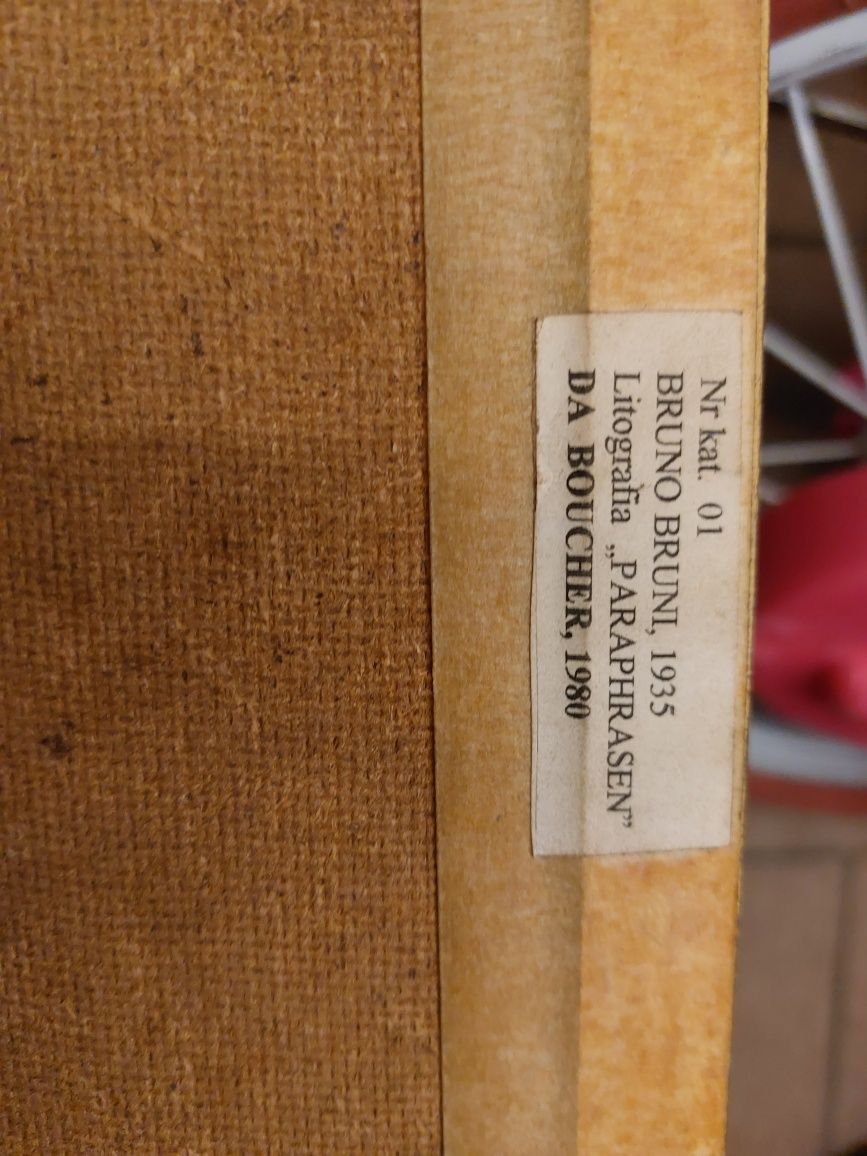 Nr kat. 01
BRUNO BRUNI, 1935
Litografia „PARAPHRASEN”
DA BOUCHER, 1980